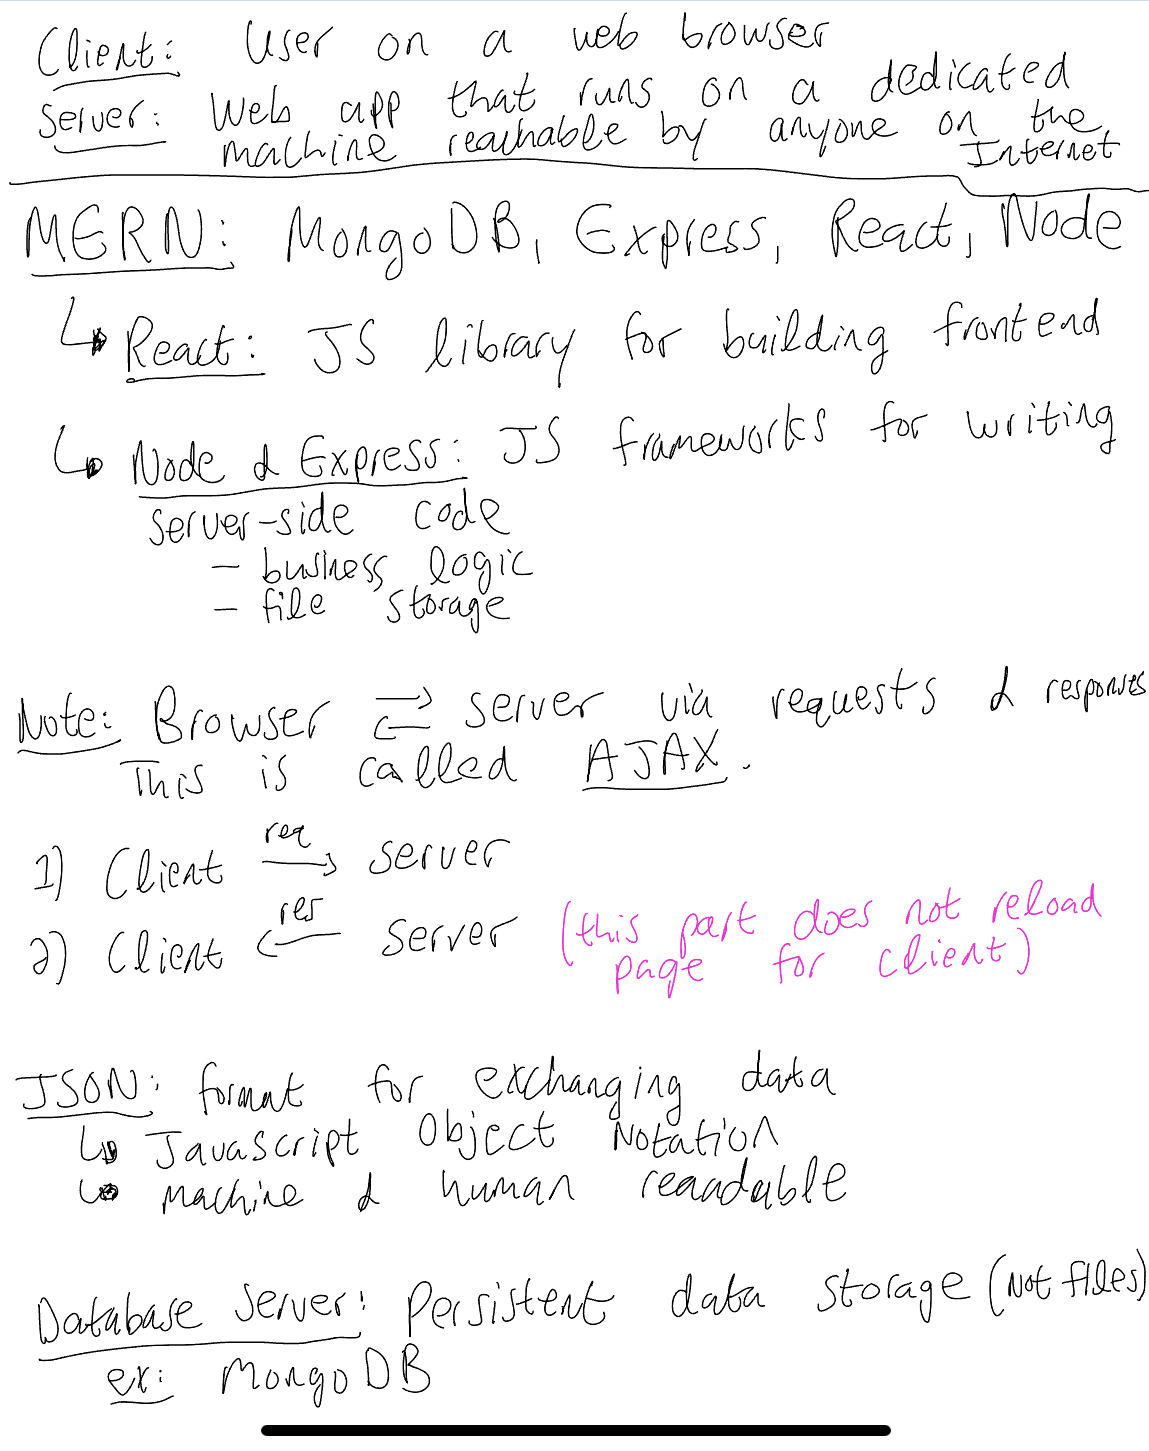 Client: User on a web browser
Server: Web app that runs on a dedicated
machine reachable by anyone on the
Internet
MERN: MongoDB, Express, React, Node
↳ React: JS library for building frontend
↳ Node & Express: JS frameworks for writing
server-side code
- business logic
- file storage
Note: Browser ⇄ server via requests & responses
This is called AJAX.
req
1) Client → server
res
2) Client ← server (this part does not reload
page for client)
JSON: format for exchanging data
↳ JavaScript Object Notation
↳ machine & human reaadable
Database Server: Persistent data storage (Not files)
ex: MongoDB